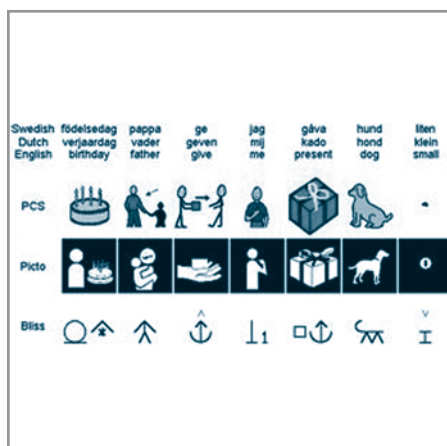 Swedish födelsedag pappa ge jag gåva hund liten
Dutch verjaardag vader geven mij kado hond klein
English birthday father give me present dog small
PCS
Picto
Bliss
1